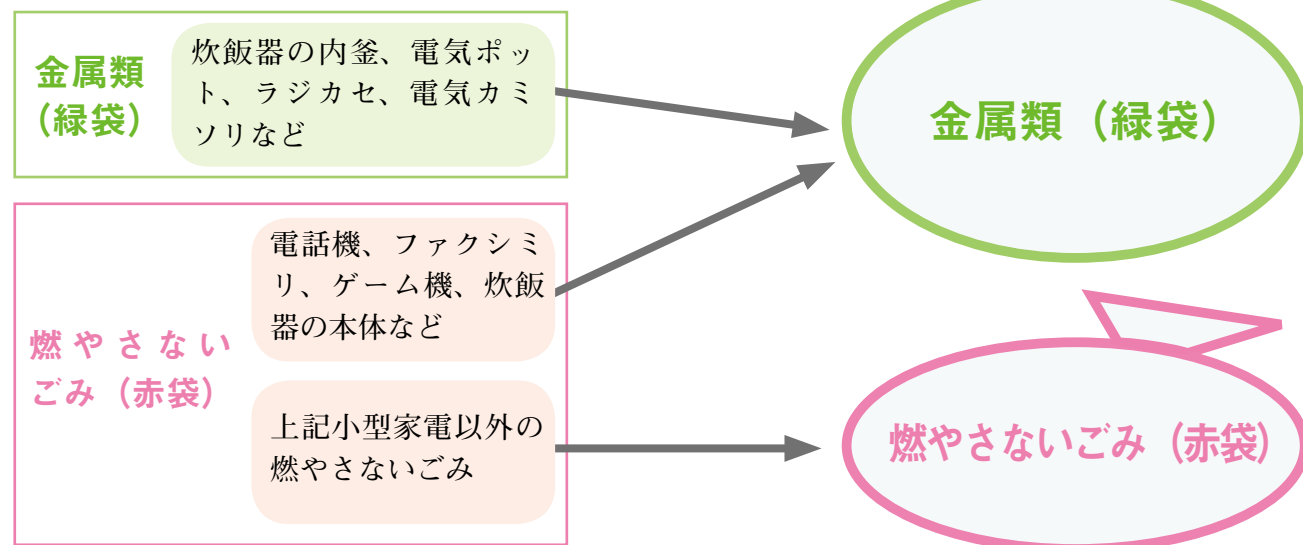 金属類
（緑袋）
炊飯器の内釜、電気ポッ
ト、ラジカセ、電気カミ
ソリなど
金属類（緑袋）
燃やさない
ごみ（赤袋）
電話機、ファクシミ
リ、ゲーム機、炊飯
器の本体など
上記小型家電以外の
燃やさないごみ
燃やさないごみ（赤袋）